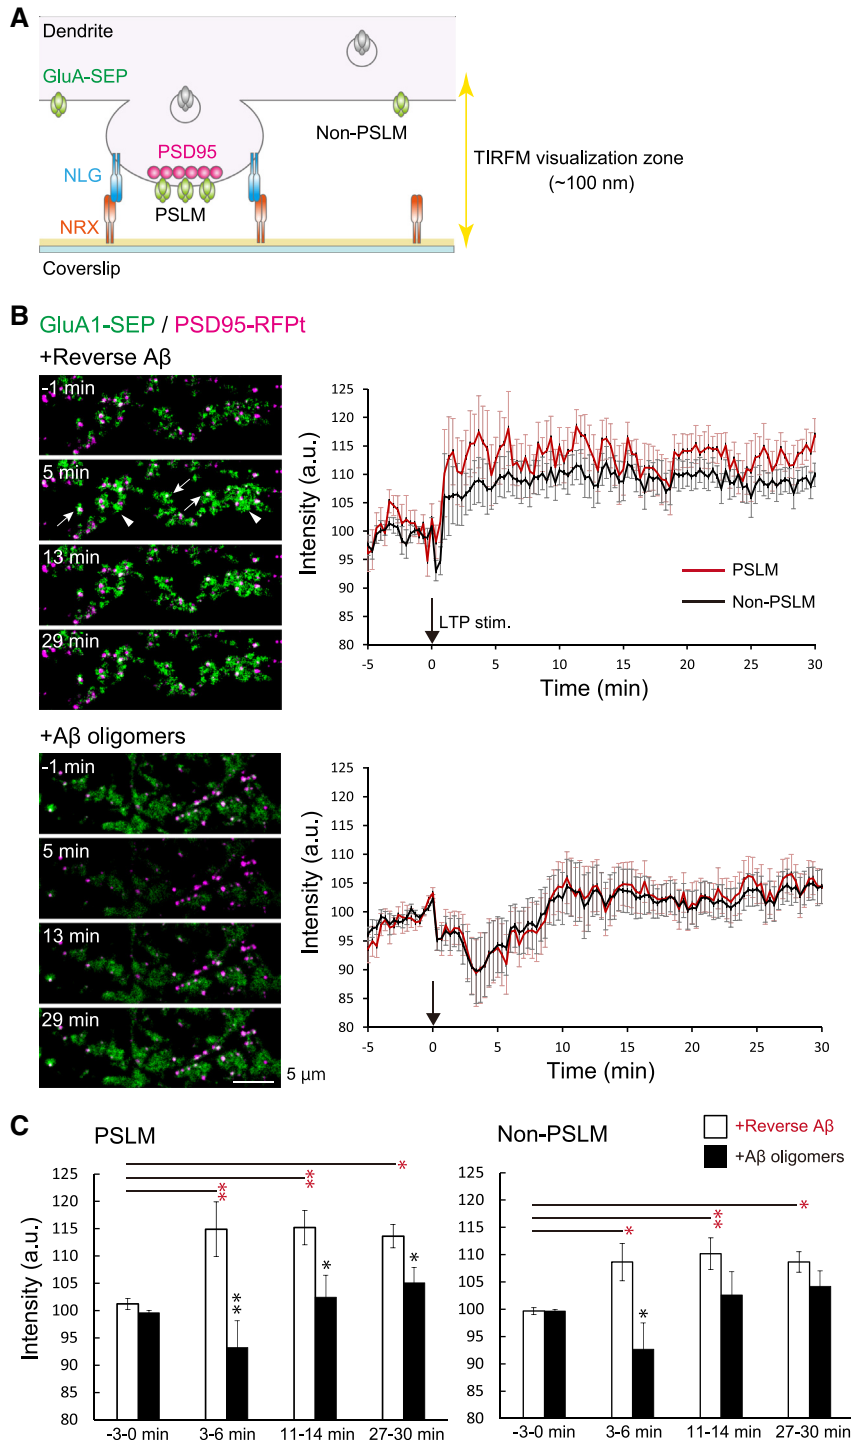 A
Dendrite
GluA-SEP
Non-PSLM
PSD95
NLG
PSLM
NRX
Coverslip
TIRFM visualization zone
(~100 nm)
B
GluA1-SEP / PSD95-RFPt
+Reverse Aβ
-1 min
5 min
13 min
29 min
Intensity (a.u.)
125
120
115
110
105
100
95
90
85
80
PSLM
Non-PSLM
LTP stim.
-5 0 5 10 15 20 25 30
Time (min)
+Aβ oligomers
-1 min
5 min
13 min
29 min
5 μm
Intensity (a.u.)
125
120
115
110
105
100
95
90
85
80
-5 0 5 10 15 20 25 30
Time (min)
C
PSLM
Intensity (a.u.)
125
120
115
110
105
100
95
90
85
80
*
**
**
**
*
*
-3-0 min 3-6 min 11-14 min 27-30 min
Non-PSLM
+Reverse Aβ
+Aβ oligomers
125
120
115
110
105
100
95
90
85
80
*
**
*
*
-3-0 min 3-6 min 11-14 min 27-30 min